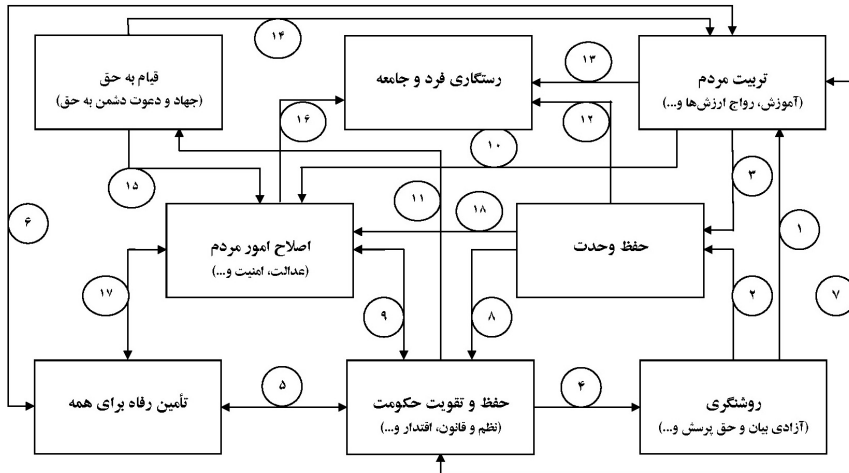 ۱۴
قیام به حق
(جهاد و دعوت دشمن به حق)
رستگاری فرد و جامعه
۱۳
تربیت مردم
(آموزش، رواج ارزش‌ها و...)
۱۶
۱۰
۱۲
۱۵
۱۱
۱۸
۳
۶
اصلاح امور مردم
(عدالت، امنیت و...)
حفظ وحدت
۱
۱۷
۹
۸
۲
۷
تأمین رفاه برای همه
۵
حفظ و تقویت حکومت
(نظم و قانون، اقتدار و...)
۴
روشنگری
(آزادی بیان و حق پرسش و...)